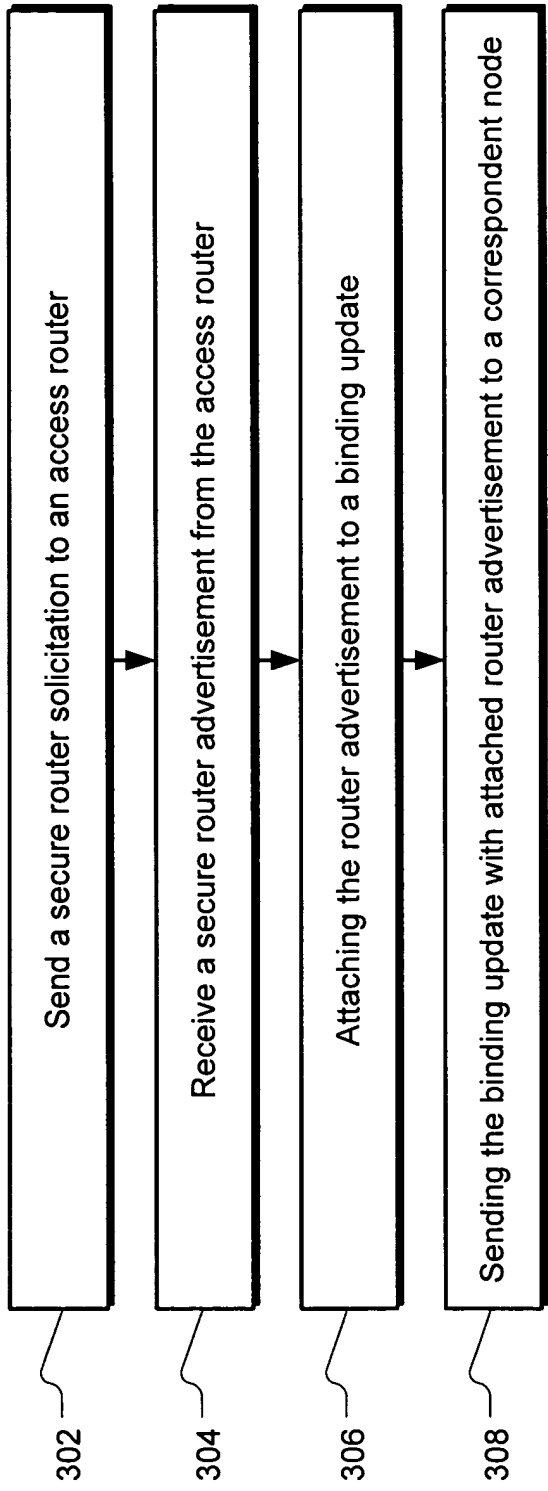 302
Send a secure router solicitation to an access router
304
Receive a secure router advertisement from the access router
306
Attaching the router advertisement to a binding update
308
Sending the binding update with attached router advertisement to a correspondent node